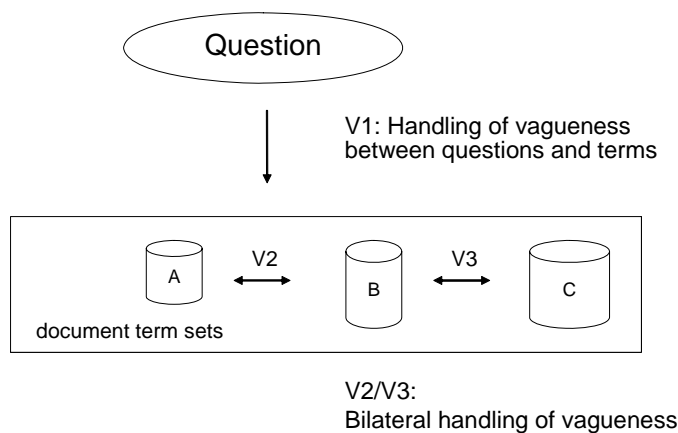 Question
V1: Handling of vagueness
between questions and terms
V2
V3
A
B
C
document term sets
V2/V3:
Bilateral handling of vagueness